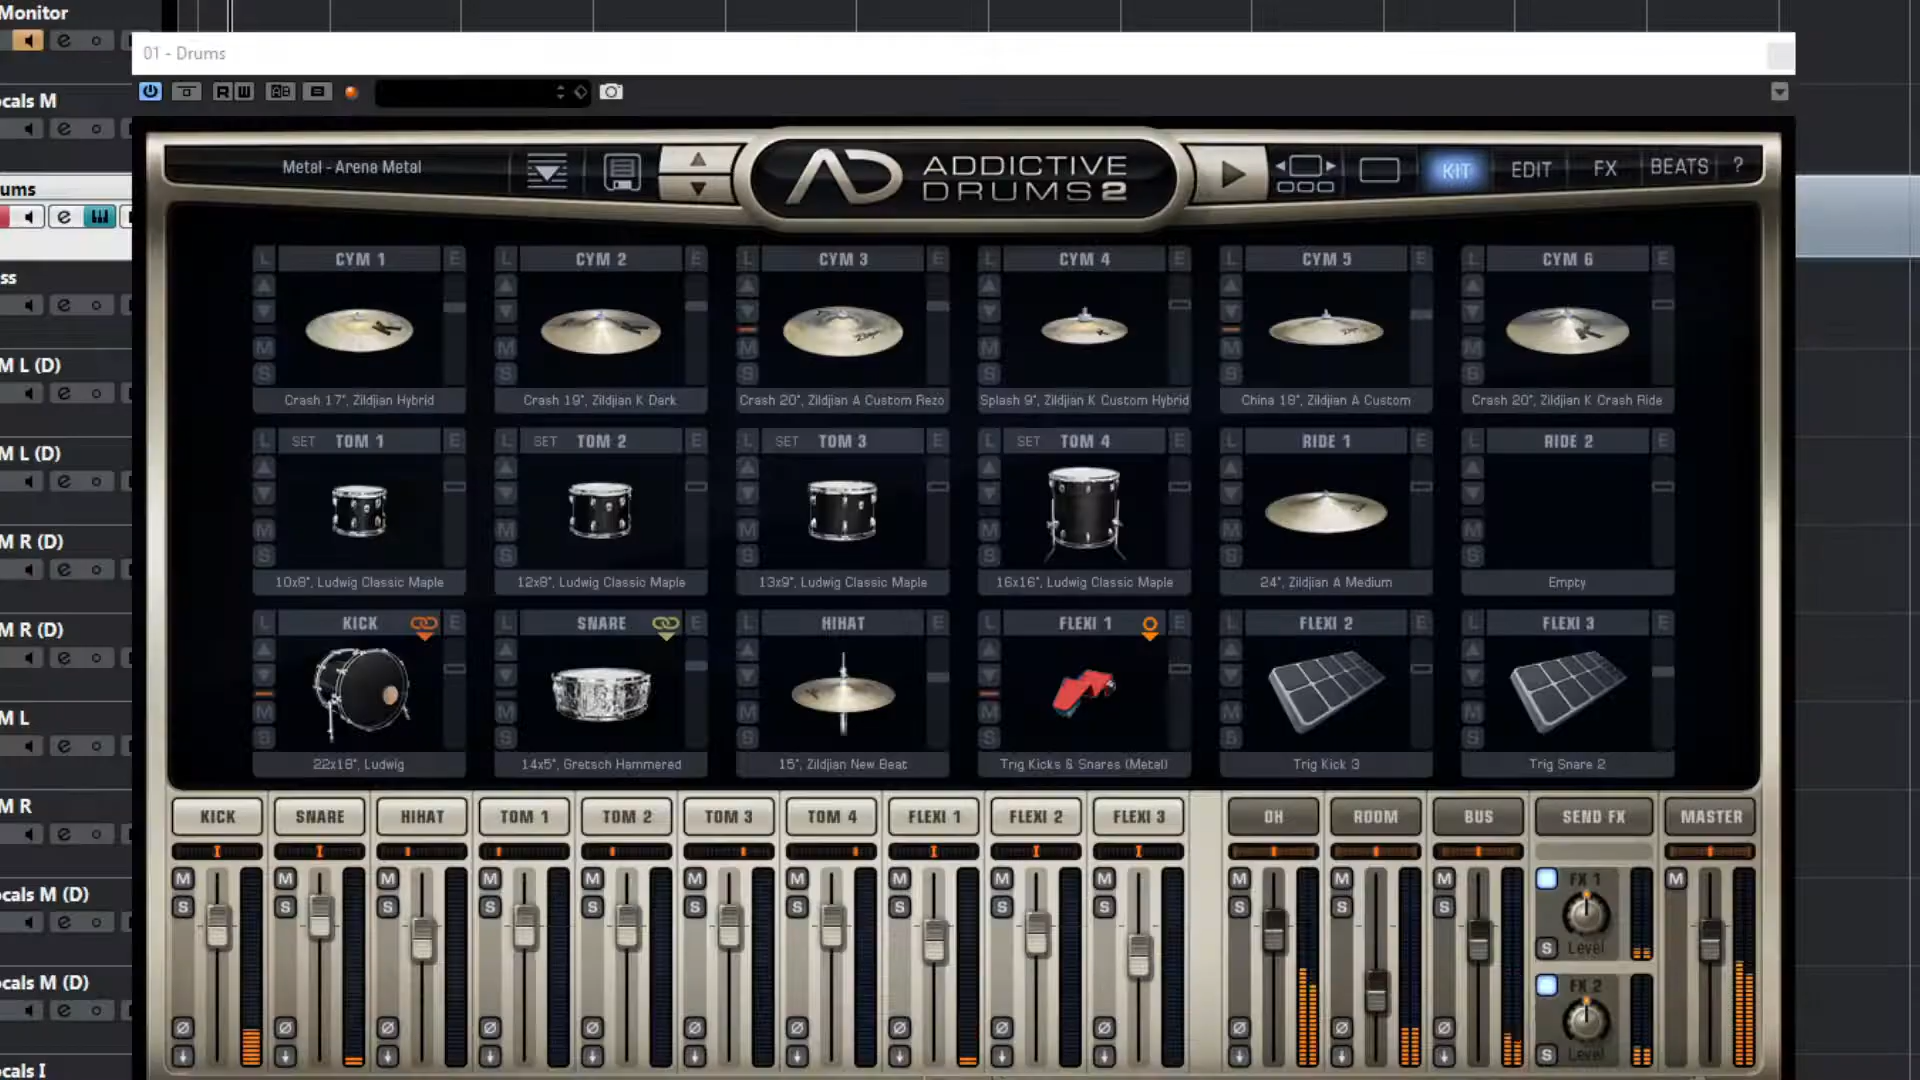 Monitor
01 - Drums
R W
ocals M
Metal - Arena Metal
ADDICTIVE
DRUMS 2
KIT EDIT FX BEATS ?
ums
L CYM 1 E L CYM 2 E L CYM 3 E L CYM 4 E L CYM 5 E L CYM 6 E
ss
M M M M M M
S S S S S S
M L (D)
Crash 17", Zildjian Hybrid
Crash 19", Zildjian K Dark
Crash 20", Zildjian A Custom Rezo
Splash 9", Zildjian K Custom Hybrid
China 18", Zildjian A Custom
Crash 20", Zildjian K Crash Ride
L SET TOM 1 E L SET TOM 2 E L SET TOM 3 E L SET TOM 4 E L RIDE 1 E L RIDE 2 E
M L (D)
M M M M M M
M R (D)
S S S S S S
10x8", Ludwig Classic Maple
12x8", Ludwig Classic Maple
13x9", Ludwig Classic Maple
16x16", Ludwig Classic Maple
24", Zildjian A Medium
Empty
L KICK E L SNARE E L HIHAT E L FLEXI 1 E L FLEXI 2 E L FLEXI 3 E
M R (D)
M L
M M M M M M
S S S S S S
22x18", Ludwig
14x5", Gretsch Hammered
15", Zildjian New Beat
Trig Kicks & Snares (Metal)
Trig Kick 3
Trig Snare 2
M R
KICK SNARE HIHAT TOM 1 TOM 2 TOM 3 TOM 4 FLEXI 1 FLEXI 2 FLEXI 3 OH ROOM BUS SEND FX MASTER
M M M M M M M M M M M M M FX 1 M
ocals M (D)
S S S S S S S S S S S S S
S Level
ocals M (D)
FX 2
S Level
ocals I